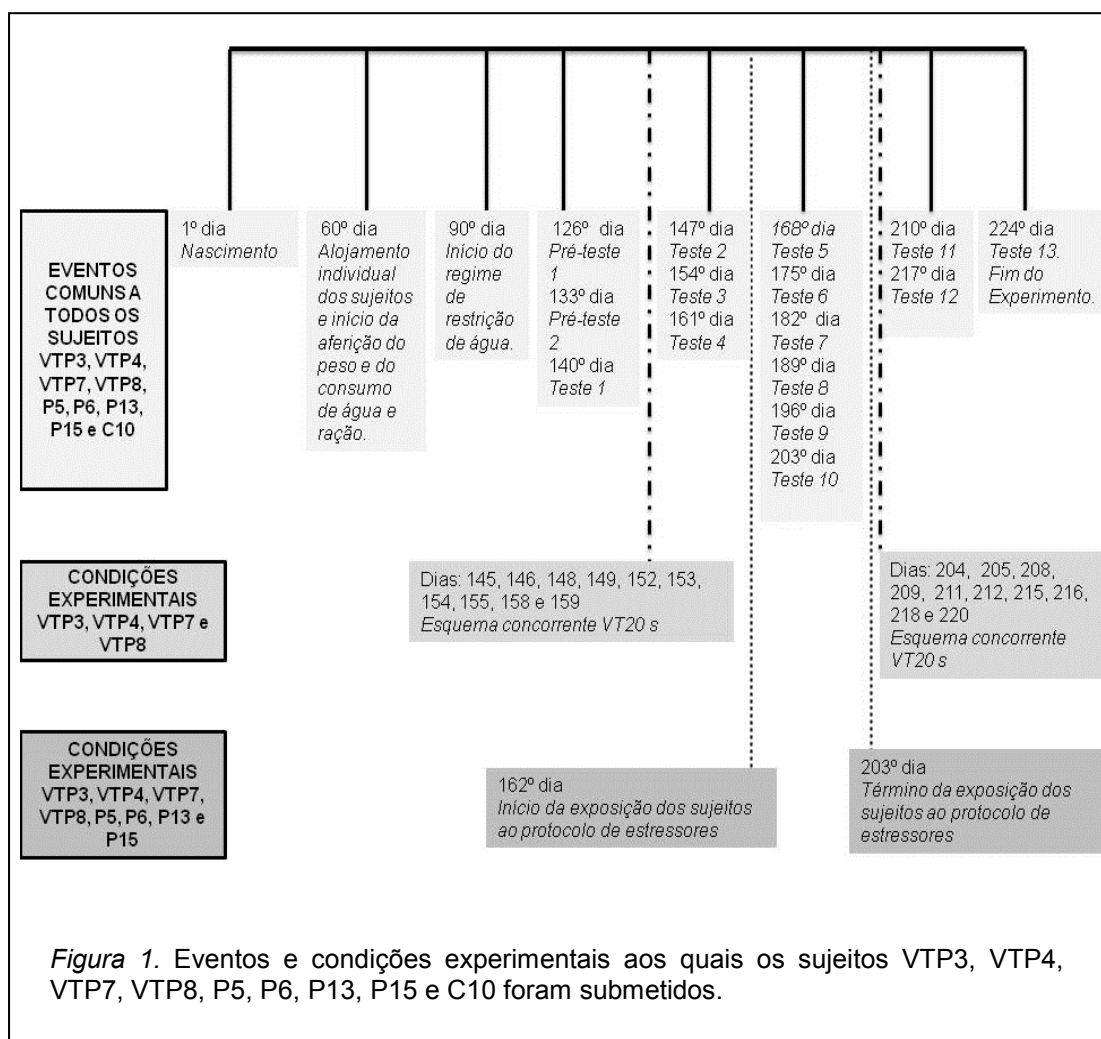 EVENTOS
COMUNS A
TODOS OS
SUJEITOS
VTP3, VTP4,
VTP7, VTP8,
P5, P6, P13,
P15 e C10
1º dia
Nascimento
60º dia
Alojamento
individual
dos sujeitos
e início da
aferição do
peso e do
consumo
de água e
ração.
90º dia
Início do
regime
de
restrição
de água.
126º dia
Pré-teste
1
133º dia
Pré-teste
2
140º dia
Teste 1
147º dia
Teste 2
154º dia
Teste 3
161º dia
Teste 4
168º dia
Teste 5
175º dia
Teste 6
182º dia
Teste 7
189º dia
Teste 8
196º dia
Teste 9
203º dia
Teste 10
210º dia
Teste 11
217º dia
Teste 12
224º dia
Teste 13.
Fim do
Experimento.
CONDIÇÕES
EXPERIMENTAIS
VTP3, VTP4, VTP7 e
VTP8
Dias: 145, 146, 148, 149, 152, 153,
154, 155, 158 e 159
Esquema concorrente VT20 s
Dias: 204, 205, 208,
209, 211, 212, 215, 216,
218 e 220
Esquema concorrente
VT20 s
CONDIÇÕES
EXPERIMENTAIS
VTP3, VTP4, VTP7,
VTP8, P5, P6, P13 e
P15
162º dia
Início da exposição dos sujeitos
ao protocolo de estressores
203º dia
Término da exposição dos
sujeitos ao protocolo de
estressores
Figura 1. Eventos e condições experimentais aos quais os sujeitos VTP3, VTP4,
VTP7, VTP8, P5, P6, P13, P15 e C10 foram submetidos.